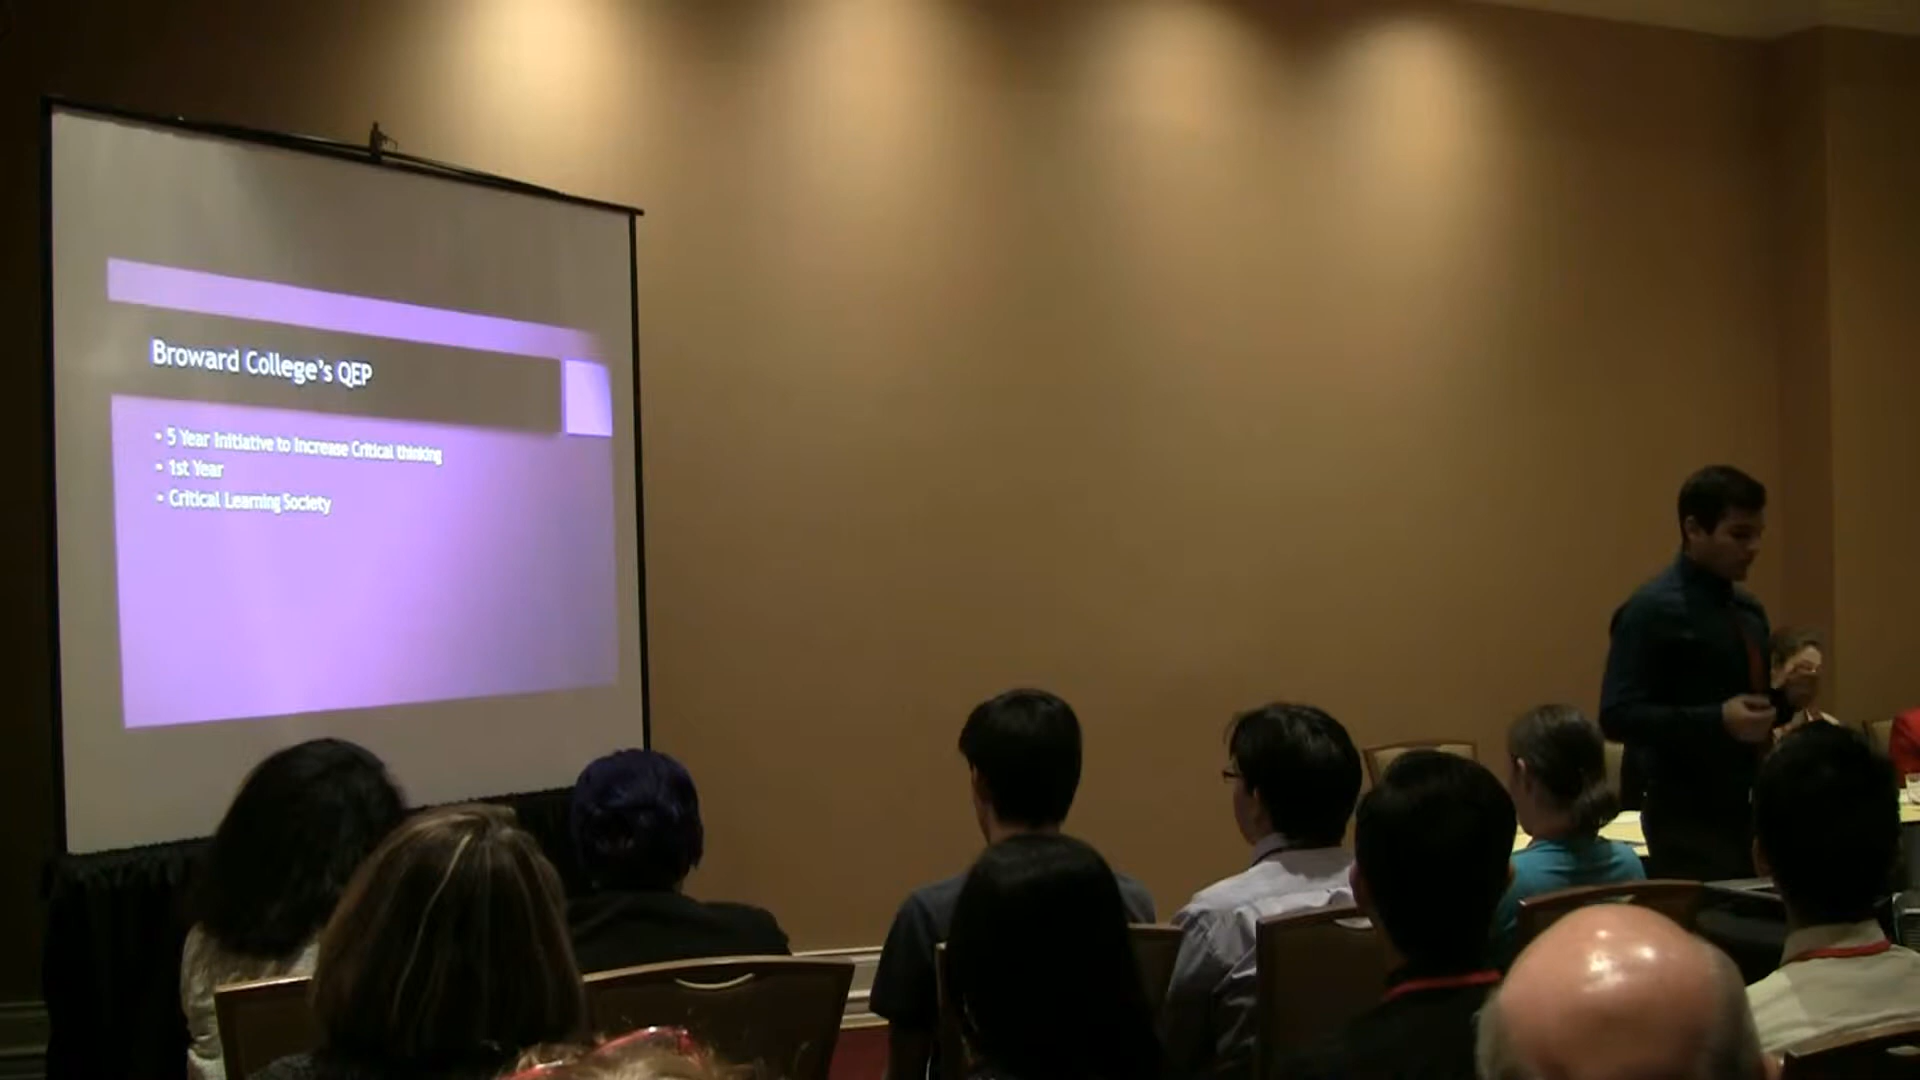 Broward College's QEP
• 5 Year Initiative to Increase Critical thinking
• 1st Year
• Critical Learning Society